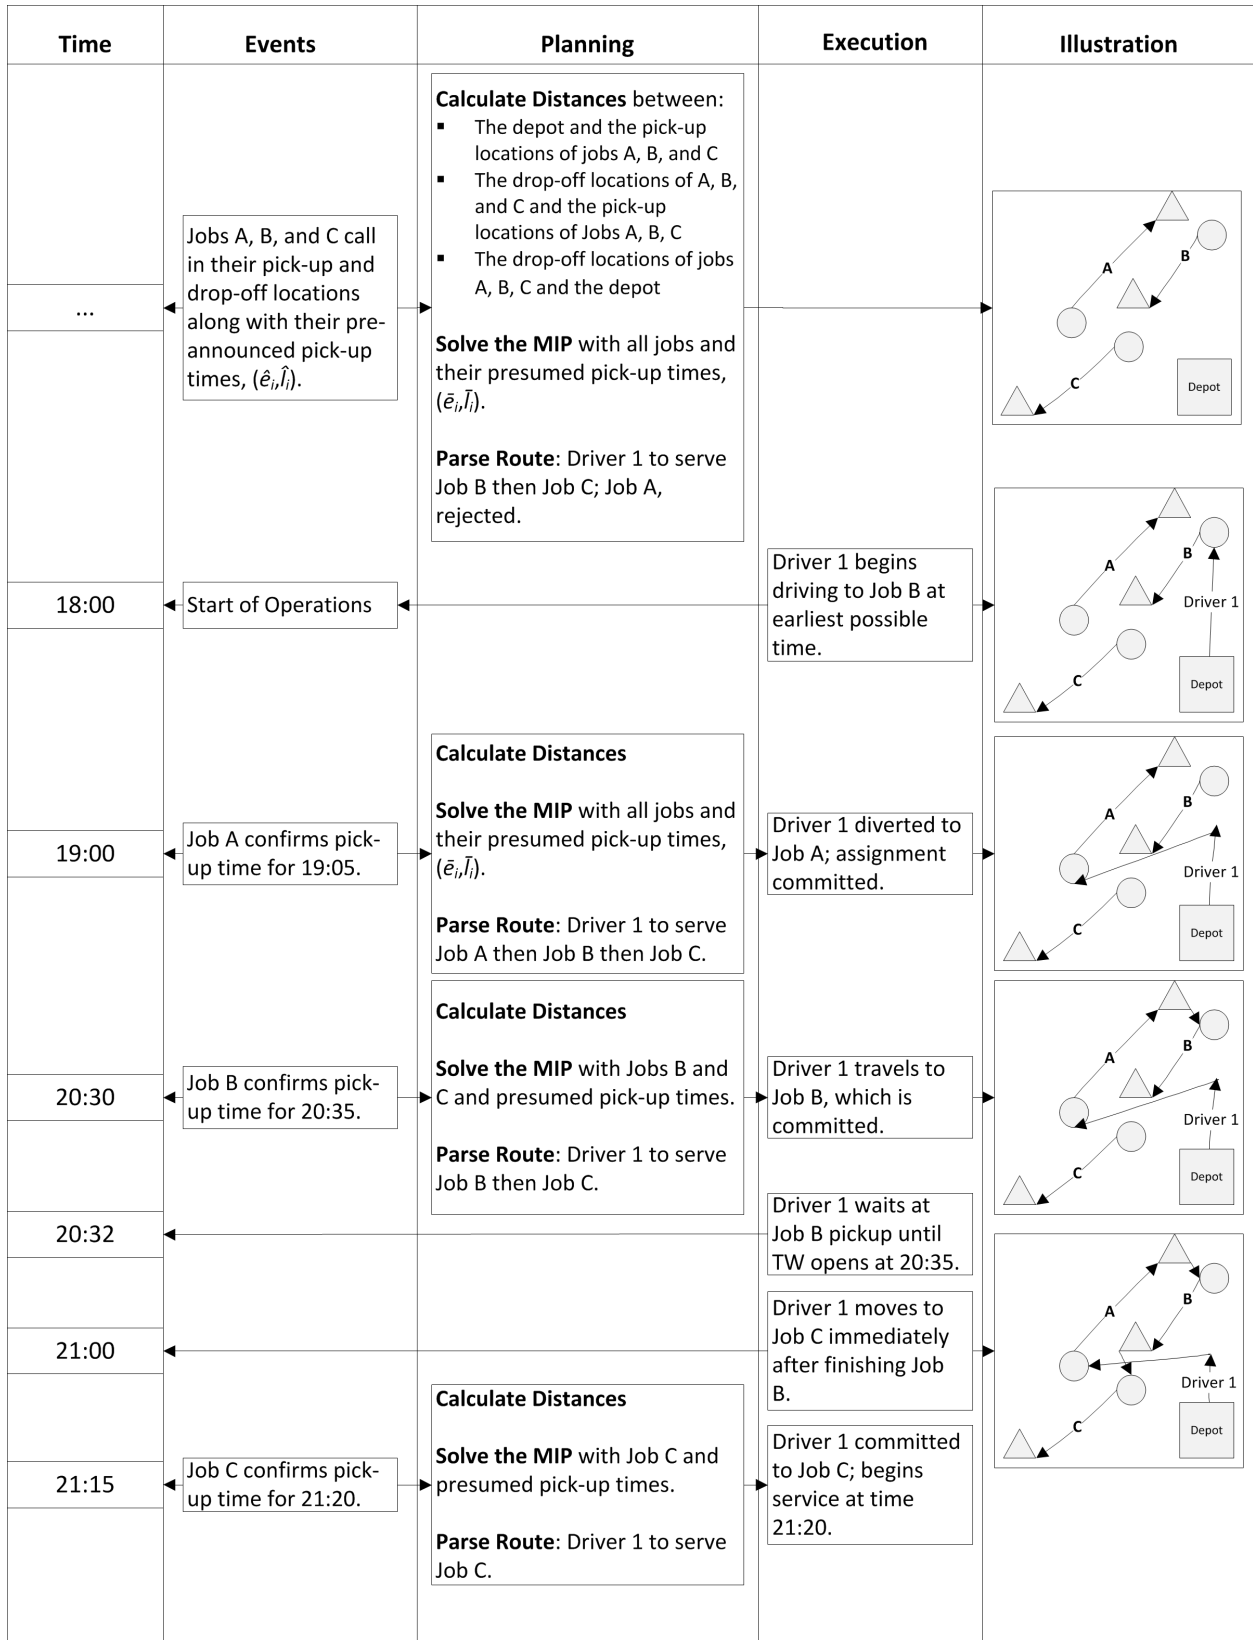 Time
Events
Planning
Execution
Illustration
...
Jobs A, B, and C call
in their pick-up and
drop-off locations
along with their pre-
announced pick-up
times, (êᵢ,l̂ᵢ).
Calculate Distances between:
▪ The depot and the pick-up
locations of jobs A, B, and C
▪ The drop-off locations of A, B,
and C and the pick-up
locations of Jobs A, B, C
▪ The drop-off locations of jobs
A, B, C and the depot
Solve the MIP with all jobs and
their presumed pick-up times,
(ēᵢ,l̄ᵢ).
Parse Route: Driver 1 to serve
Job B then Job C; Job A,
rejected.
A
B
C
Depot
18:00
Start of Operations
Driver 1 begins
driving to Job B at
earliest possible
time.
A
B
Driver 1
C
Depot
19:00
Job A confirms pick-
up time for 19:05.
Calculate Distances
Solve the MIP with all jobs and
their presumed pick-up times,
(ēᵢ,l̄ᵢ).
Parse Route: Driver 1 to serve
Job A then Job B then Job C.
Driver 1 diverted to
Job A; assignment
committed.
A
B
Driver 1
C
Depot
20:30
Job B confirms pick-
up time for 20:35.
Calculate Distances
Solve the MIP with Jobs B and
C and presumed pick-up times.
Parse Route: Driver 1 to serve
Job B then Job C.
Driver 1 travels to
Job B, which is
committed.
A
B
Driver 1
C
Depot
20:32
Driver 1 waits at
Job B pickup until
TW opens at 20:35.
21:00
Driver 1 moves to
Job C immediately
after finishing Job
B.
A
B
Driver 1
C
Depot
21:15
Job C confirms pick-
up time for 21:20.
Calculate Distances
Solve the MIP with Job C and
presumed pick-up times.
Parse Route: Driver 1 to serve
Job C.
Driver 1 committed
to Job C; begins
service at time
21:20.